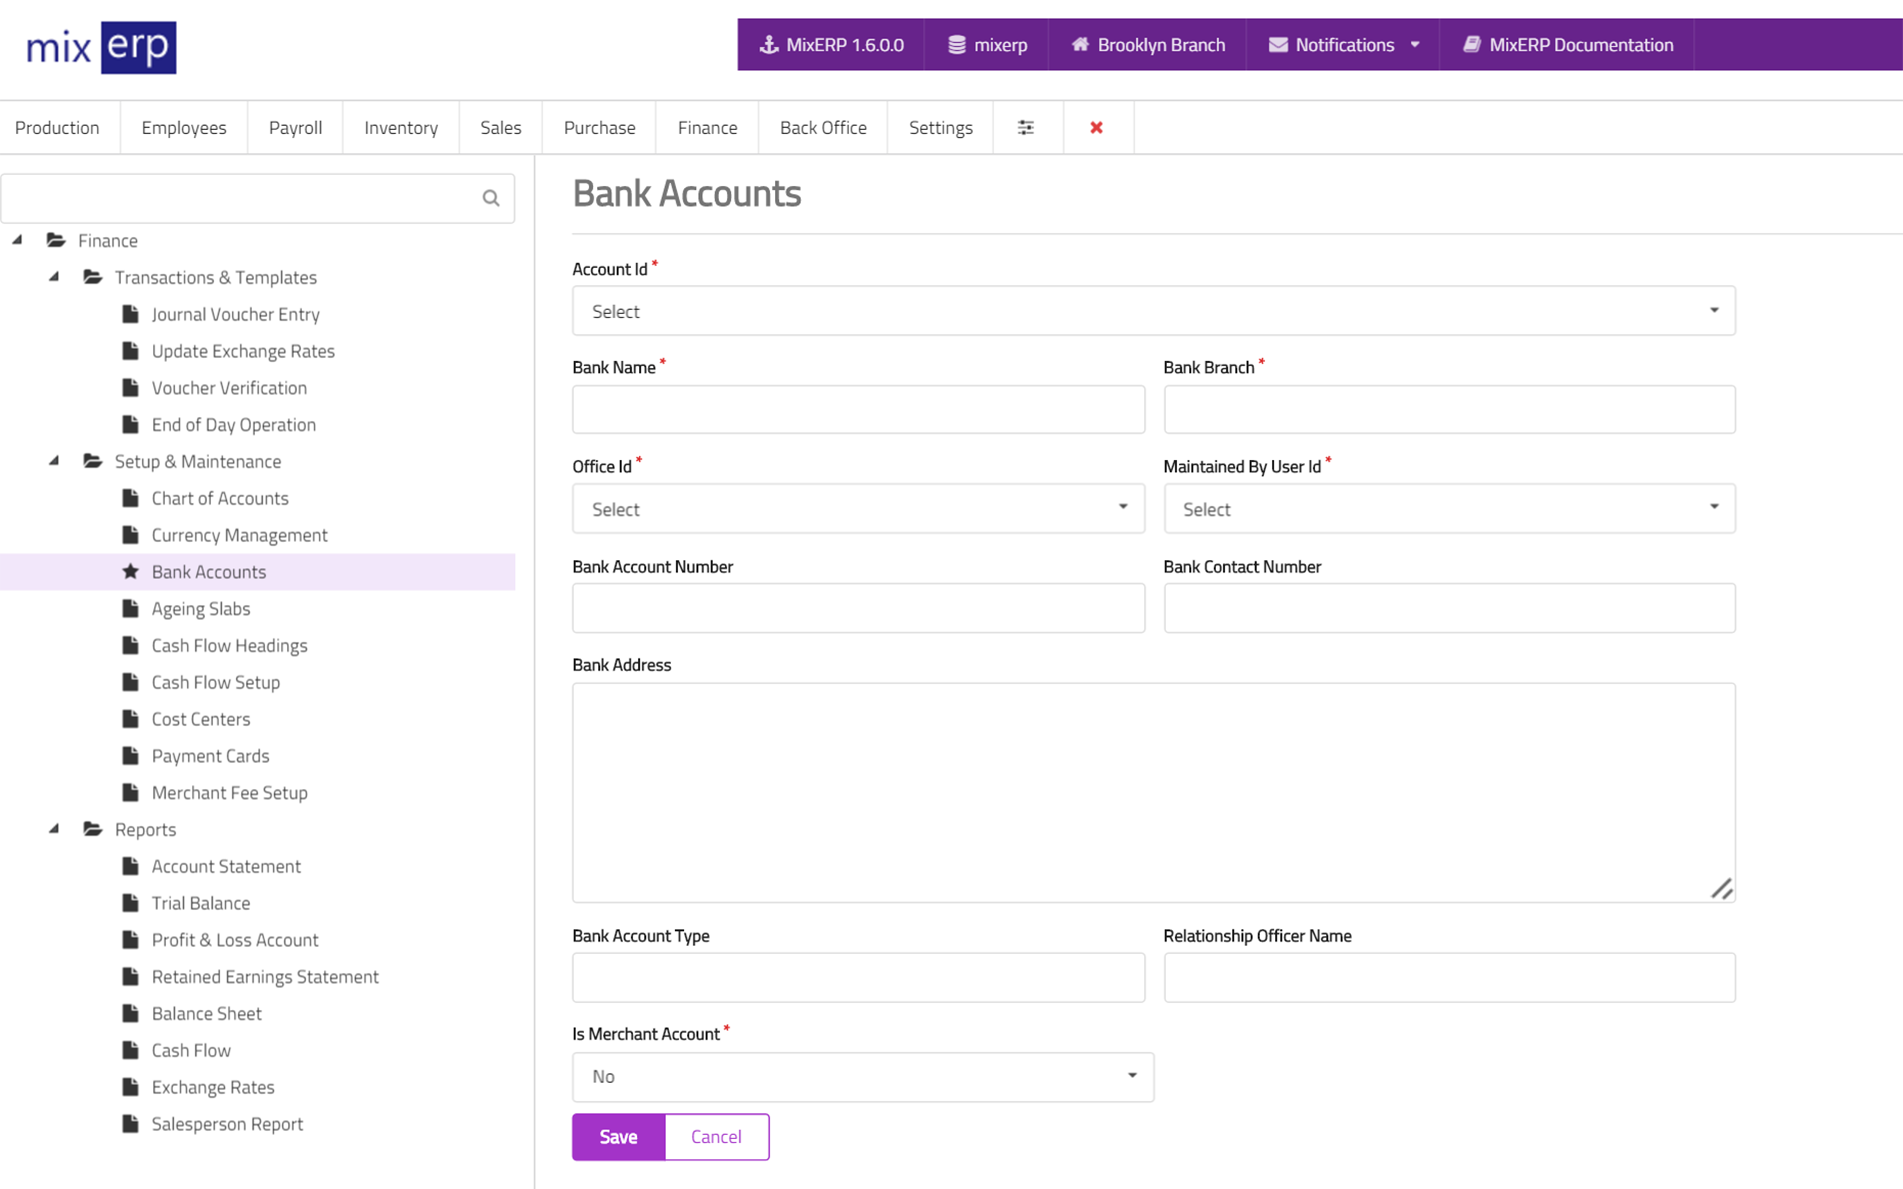 mix erp
MixERP 1.6.0.0 mixerp Brooklyn Branch Notifications MixERP Documentation
Production Employees Payroll Inventory Sales Purchase Finance Back Office Settings
Finance
Transactions & Templates
Journal Voucher Entry
Update Exchange Rates
Voucher Verification
End of Day Operation
Setup & Maintenance
Chart of Accounts
Currency Management
Bank Accounts
Ageing Slabs
Cash Flow Headings
Cash Flow Setup
Cost Centers
Payment Cards
Merchant Fee Setup
Reports
Account Statement
Trial Balance
Profit & Loss Account
Retained Earnings Statement
Balance Sheet
Cash Flow
Exchange Rates
Salesperson Report
Bank Accounts
Account Id *
Select
Bank Name * Bank Branch *
Office Id * Maintained By User Id *
Select Select
Bank Account Number Bank Contact Number
Bank Address
Bank Account Type Relationship Officer Name
Is Merchant Account *
No
Save Cancel